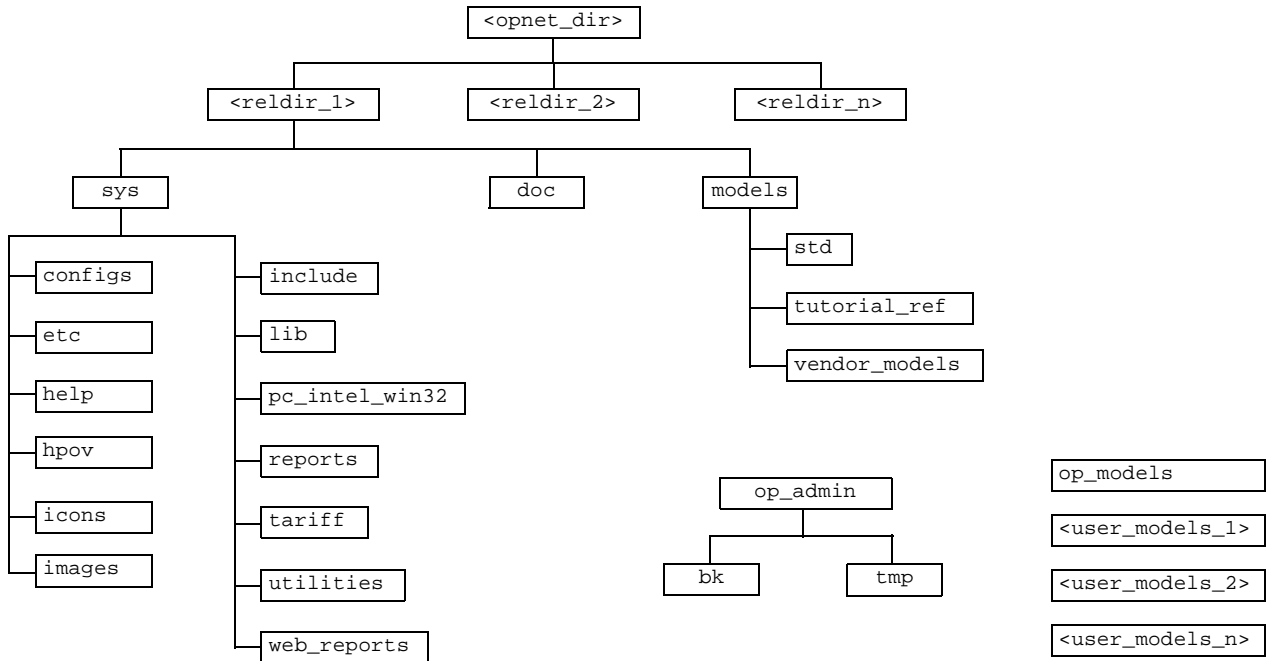 <opnet_dir>
<reldir_1>
<reldir_2>
<reldir_n>
sys
doc
models
std
tutorial_ref
vendor_models
configs
etc
help
hpov
icons
images
include
lib
pc_intel_win32
reports
tariff
utilities
web_reports
op_admin
bk
tmp
op_models
<user_models_1>
<user_models_2>
<user_models_n>